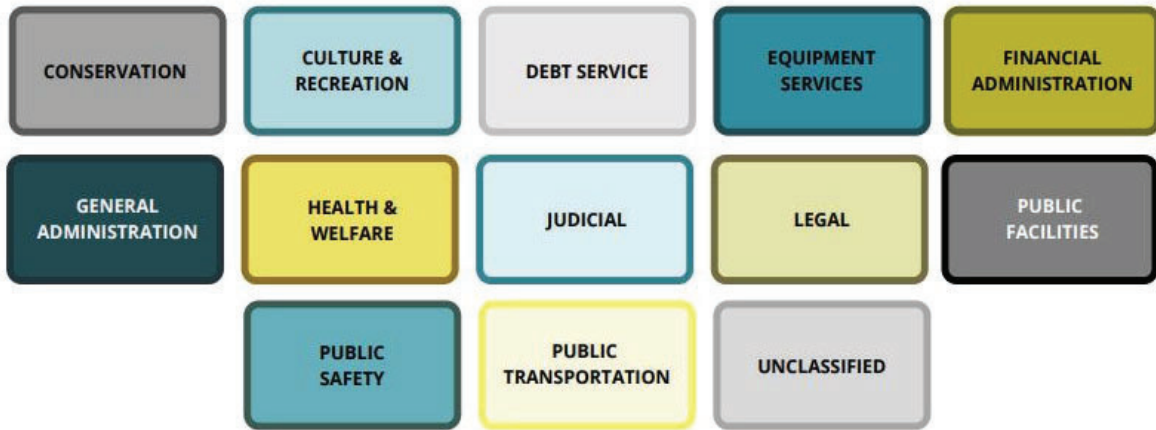 CONSERVATION
CULTURE &
RECREATION
DEBT SERVICE
EQUIPMENT
SERVICES
FINANCIAL
ADMINISTRATION
GENERAL
ADMINISTRATION
HEALTH &
WELFARE
JUDICIAL
LEGAL
PUBLIC
FACILITIES
PUBLIC
SAFETY
PUBLIC
TRANSPORTATION
UNCLASSIFIED